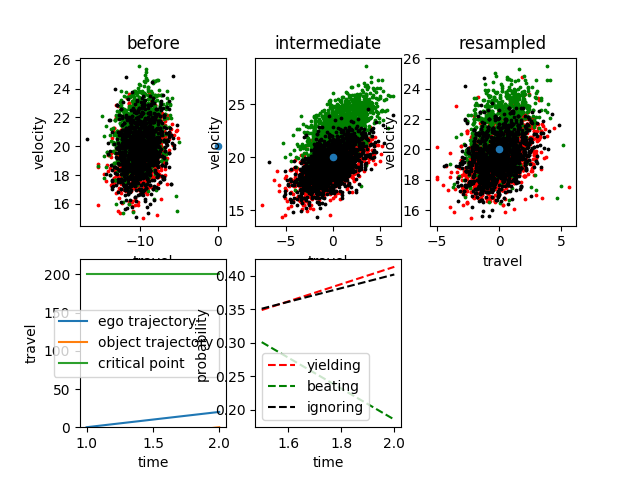 before
intermediate
resampled
26
24
22
20
18
16
velocity
−10
0
travel
25
20
15
velocity
−5
0
5
travel
26
24
22
20
18
16
velocity
−5
0
5
travel
200
150
100
50
0
travel
ego trajectory
object trajectory
critical point
1.0
1.5
2.0
time
0.40
0.35
0.30
0.25
0.20
probability
yielding
beating
ignoring
1.6
1.8
2.0
time